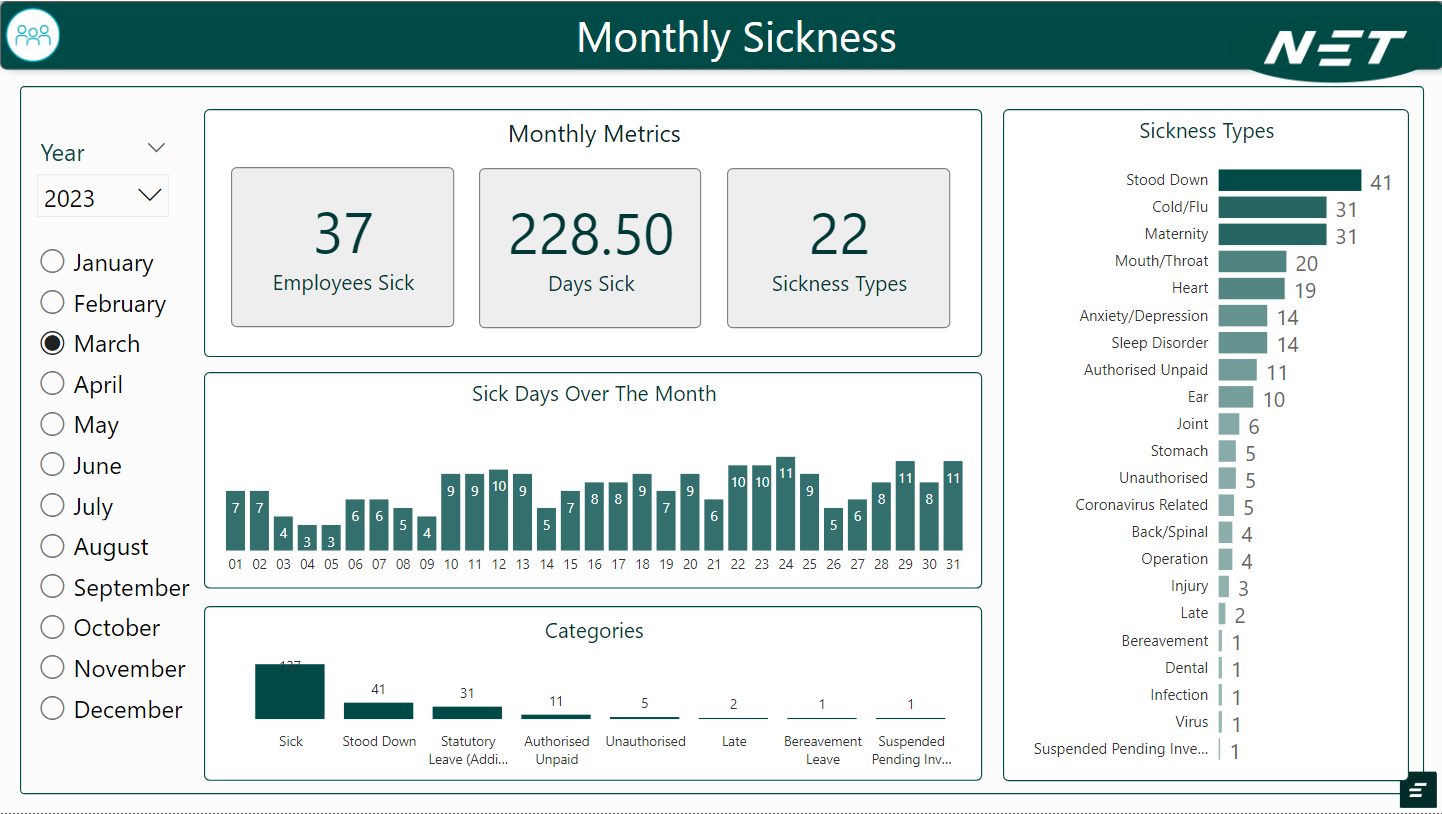 Monthly Sickness
NET
Year
2023
January
February
March
April
May
June
July
August
September
October
November
December
Monthly Metrics
37
Employees Sick
228.50
Days Sick
22
Sickness Types
Sick Days Over The Month
7 7 4 3 3 6 6 5 4 9 9 10 9 5 7 8 8 9 7 9 6 10 10 11 9 5 6 8 11 8 11
01 02 03 04 05 06 07 08 09 10 11 12 13 14 15 16 17 18 19 20 21 22 23 24 25 26 27 28 29 30 31
Categories
137 41 31 11 5 2 1 1
Sick
Stood Down
Statutory
Leave (Addi...
Authorised
Unpaid
Unauthorised
Late
Bereavement
Leave
Suspended
Pending Inv...
Sickness Types
Stood Down 41
Cold/Flu 31
Maternity 31
Mouth/Throat 20
Heart 19
Anxiety/Depression 14
Sleep Disorder 14
Authorised Unpaid 11
Ear 10
Joint 6
Stomach 5
Unauthorised 5
Coronavirus Related 5
Back/Spinal 4
Operation 4
Injury 3
Late 2
Bereavement 1
Dental 1
Infection 1
Virus 1
Suspended Pending Inve... 1